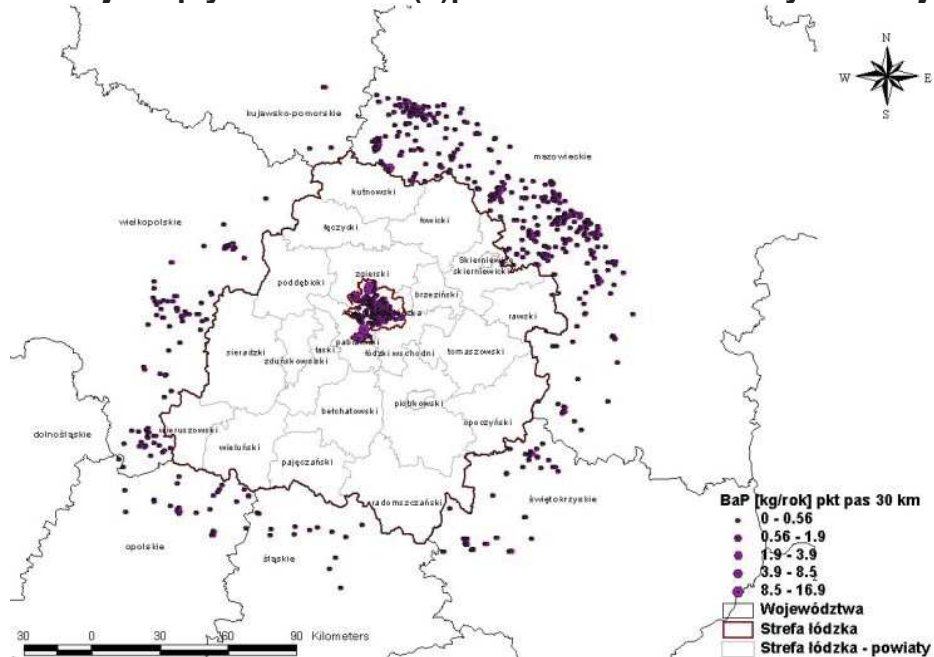 N
W E
S
kujawsko-pomorskie
mazowieckie
kutnowski
wielkopolskie
łowicki
łęczycki
skierniewicki
zgierski
poddębicki
brzeziński
rawski
sieradzki
zduńskowolski
łaski
łódzki wschodni
tomaszowski
bełchatowski
piotrkowski
opoczyński
dolnośląskie
wieruszowski
wieluński
pajęczański
radomszczański
świętokrzyskie
opolskie
śląskie
BaP [kg/rok] pkt pas 30 km
0 - 0.56
0.56 - 1.9
1.9 - 3.9
3.9 - 8.5
8.5 - 16.9
Województwa
Strefa łódzka
Strefa łódzka - powiaty
30 0 30 60 90 Kilometers